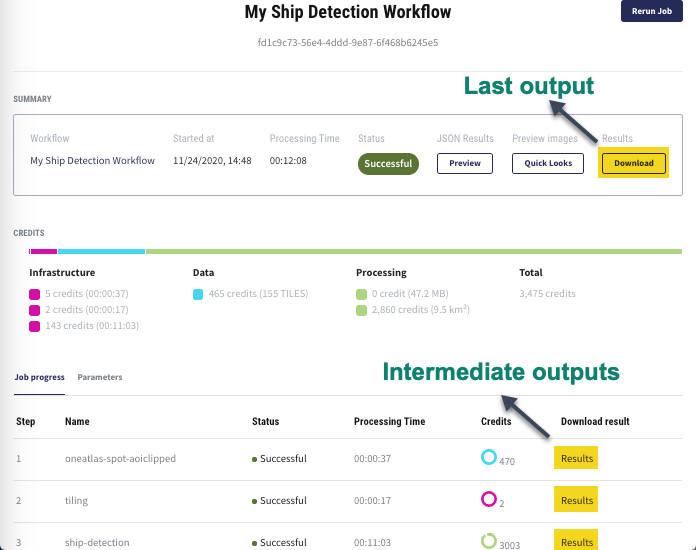 My Ship Detection Workflow
Rerun Job
fd1c9c73-56e4-4ddd-9e87-6f468b6245e5
Last output
SUMMARY
Workflow Started at Processing Time Status JSON Results Preview images Results
My Ship Detection Workflow 11/24/2020, 14:48 00:12:08 Successful Preview Quick Looks Download
CREDITS
Infrastructure Data Processing Total
5 credits (00:00:37) 465 credits (155 TILES) 0 credit (47.2 MB) 3,475 credits
2 credits (00:00:17) 2,860 credits (9.5 km²)
143 credits (00:11:03)
Intermediate outputs
Job progress Parameters
Step Name Status Processing Time Credits Download result
1 oneatlas-spot-aoiclipped Successful 00:00:37 470 Results
2 tiling Successful 00:00:17 2 Results
3 ship-detection Successful 00:11:03 3003 Results